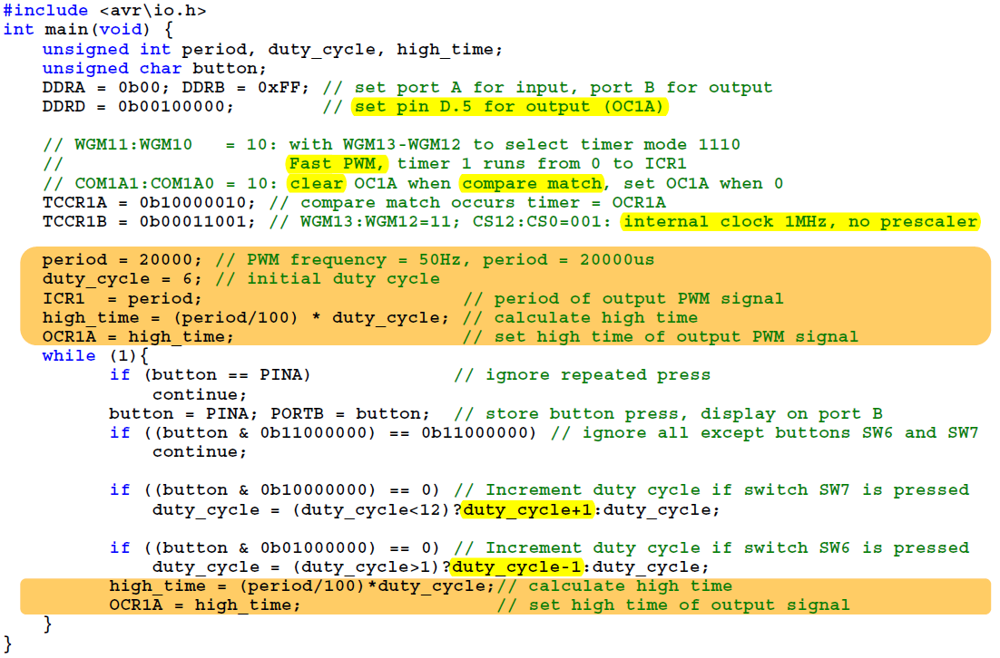 #include <avr\io.h>
int main(void) {
unsigned int period, duty_cycle, high_time;
unsigned char button;
DDRA = 0b00; DDRB = 0xFF; // set port A for input, port B for output
DDRD = 0b00100000; // set pin D.5 for output (OC1A)
// WGM11:WGM10 = 10: with WGM13-WGM12 to select timer mode 1110
// Fast PWM, timer 1 runs from 0 to ICR1
// COM1A1:COM1A0 = 10: clear OC1A when compare match, set OC1A when 0
TCCR1A = 0b10000010; // compare match occurs timer = OCR1A
TCCR1B = 0b00011001; // WGM13:WGM12=11; CS12:CS0=001: internal clock 1MHz, no prescaler
period = 20000; // PWM frequency = 50Hz, period = 20000us
duty_cycle = 6; // initial duty cycle
ICR1 = period; // period of output PWM signal
high_time = (period/100) * duty_cycle; // calculate high time
OCR1A = high_time; // set high time of output PWM signal
while (1){
if (button == PINA) // ignore repeated press
continue;
button = PINA; PORTB = button; // store button press, display on port B
if ((button & 0b11000000) == 0b11000000) // ignore all except buttons SW6 and SW7
continue;
if ((button & 0b10000000) == 0) // Increment duty cycle if switch SW7 is pressed
duty_cycle = (duty_cycle<12)?duty_cycle+1:duty_cycle;
if ((button & 0b01000000) == 0) // Increment duty cycle if switch SW6 is pressed
duty_cycle = (duty_cycle>1)?duty_cycle-1:duty_cycle;
high_time = (period/100)*duty_cycle;// calculate high time
OCR1A = high_time; // set high time of output signal
}
}